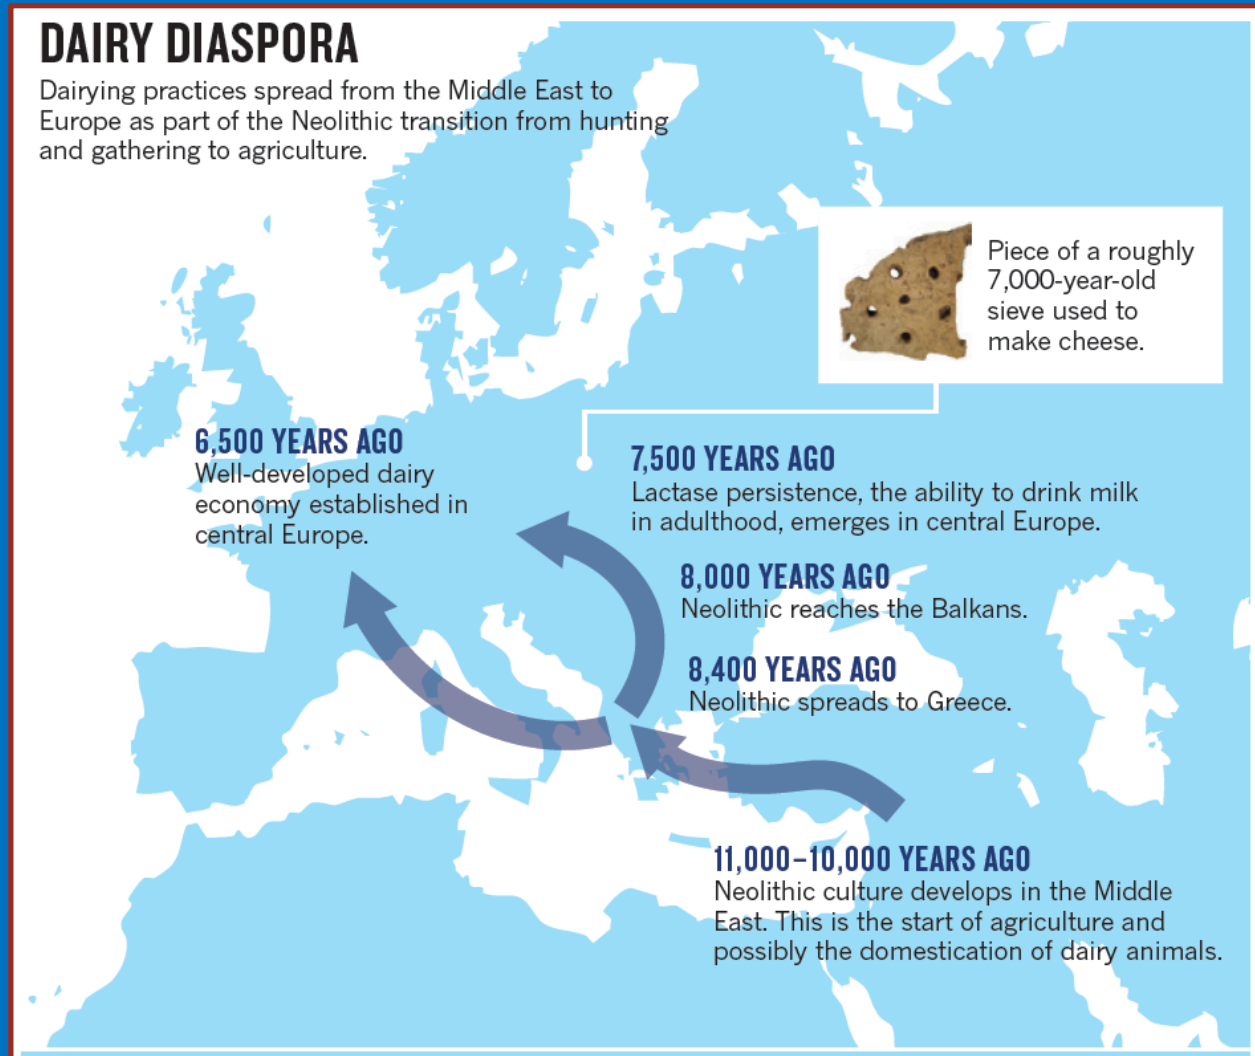 DAIRY DIASPORA
Dairying practices spread from the Middle East to
Europe as part of the Neolithic transition from hunting
and gathering to agriculture.
Piece of a roughly
7,000-year-old
sieve used to
make cheese.
6,500 YEARS AGO
Well-developed dairy
economy established in
central Europe.
7,500 YEARS AGO
Lactase persistence, the ability to drink milk
in adulthood, emerges in central Europe.
8,000 YEARS AGO
Neolithic reaches the Balkans.
8,400 YEARS AGO
Neolithic spreads to Greece.
11,000–10,000 YEARS AGO
Neolithic culture develops in the Middle
East. This is the start of agriculture and
possibly the domestication of dairy animals.